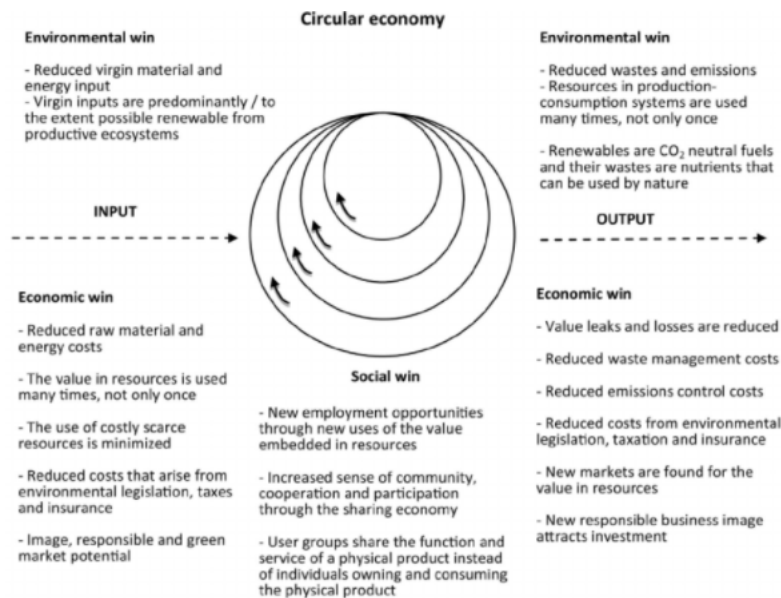 Circular economy
Environmental win
- Reduced virgin material and
energy input
- Virgin inputs are predominantly / to
the extent possible renewable from
productive ecosystems
INPUT
Economic win
- Reduced raw material and
energy costs
- The value in resources is used
many times, not only once
- The use of costly scarce
resources is minimized
- Reduced costs that arise from
environmental legislation, taxes
and insurance
- Image, responsible and green
market potential
Social win
- New employment opportunities
through new uses of the value
embedded in resources
- Increased sense of community,
cooperation and participation
through the sharing economy
- User groups share the function and
service of a physical product instead
of individuals owning and consuming
the physical product
Environmental win
- Reduced wastes and emissions
- Resources in production-
consumption systems are used
many times, not only once
- Renewables are CO₂ neutral fuels
and their wastes are nutrients that
can be used by nature
OUTPUT
Economic win
- Value leaks and losses are reduced
- Reduced waste management costs
- Reduced emissions control costs
- Reduced costs from environmental
legislation, taxation and insurance
- New markets are found for the
value in resources
- New responsible business image
attracts investment